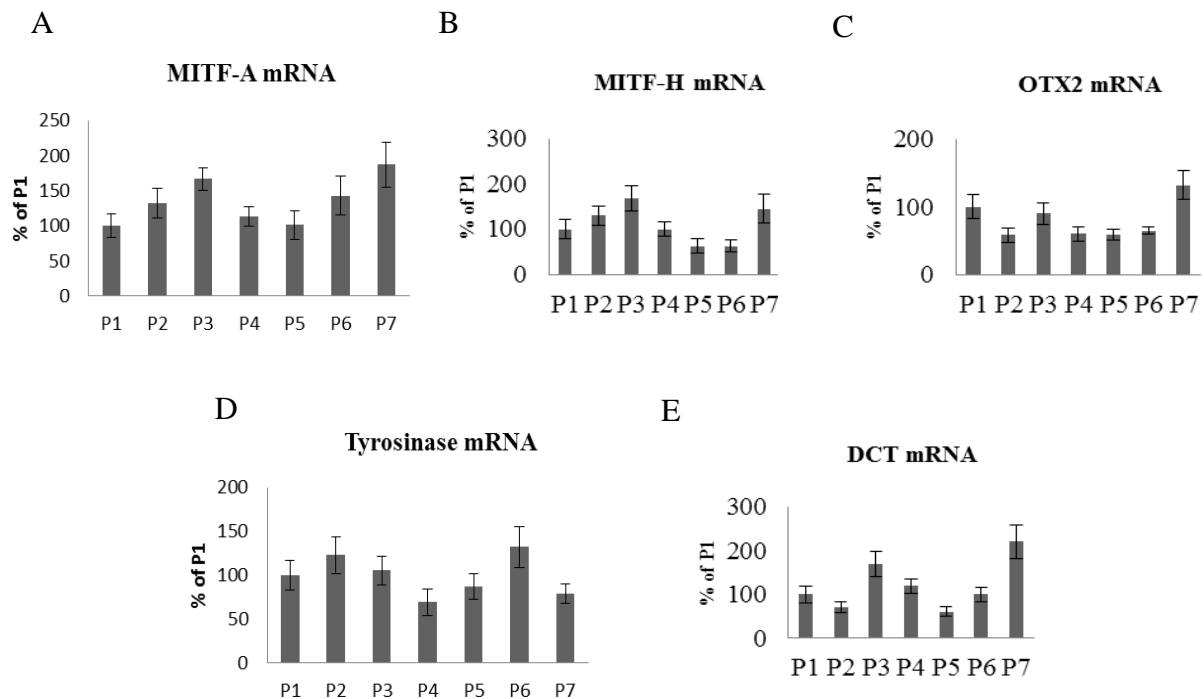 A
MITF-A mRNA
% of P1
250
200
150
100
50
0
P1 P2 P3 P4 P5 P6 P7
B
MITF-H mRNA
% of P1
300
200
100
0
P1 P2 P3 P4 P5 P6 P7
C
OTX2 mRNA
% of P1
200
100
0
P1 P2 P3 P4 P5 P6 P7
D
Tyrosinase mRNA
% of P1
200
150
100
50
0
P1 P2 P3 P4 P5 P6 P7
E
DCT mRNA
% of P1
300
200
100
0
P1 P2 P3 P4 P5 P6 P7